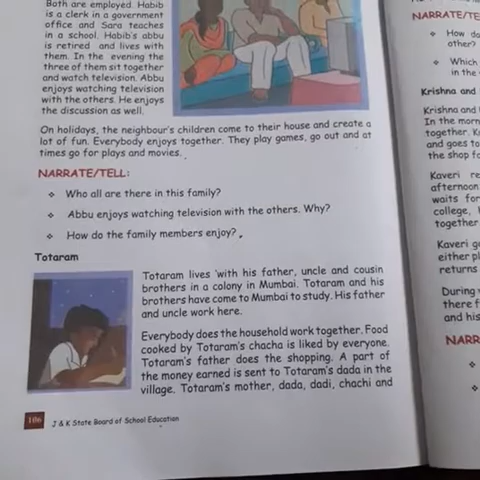 Both are employed. Habib
is a clerk in a government
office and Sara teaches
in a school. Habib's abbu
is retired and lives with
them. In the evening the
three of them sit together
and watch television. Abbu
enjoys watching television
with the others. He enjoys
the discussion as well.
On holidays, the neighbour's children come to their house and create a
lot of fun. Everybody enjoys together. They play games, go out and at
times go for plays and movies.
NARRATE/TELL:
❖ Who all are there in this family?
❖ Abbu enjoys watching television with the others. Why?
❖ How do the family members enjoy?
Totaram
Totaram lives with his father, uncle and cousin
brothers in a colony in Mumbai. Totaram and his
brothers have come to Mumbai to study. His father
and uncle work here.
Everybody does the household work together. Food
cooked by Totaram's chacha is liked by everyone.
Totaram's father does the shopping. A part of
the money earned is sent to Totaram's dada in the
village. Totaram's mother, dada, dadi, chachi and
106 J & K State Board of School Education
NARRATE/TE
❖ How do
other?
❖ Which
in the
Krishna and
Krishna and
In the morn
together. K
and goes to
the shop fo
Kaveri re
afternoon
waits for
college,
together
Kaveri g
either pl
returns
During
there f
and his
NARR